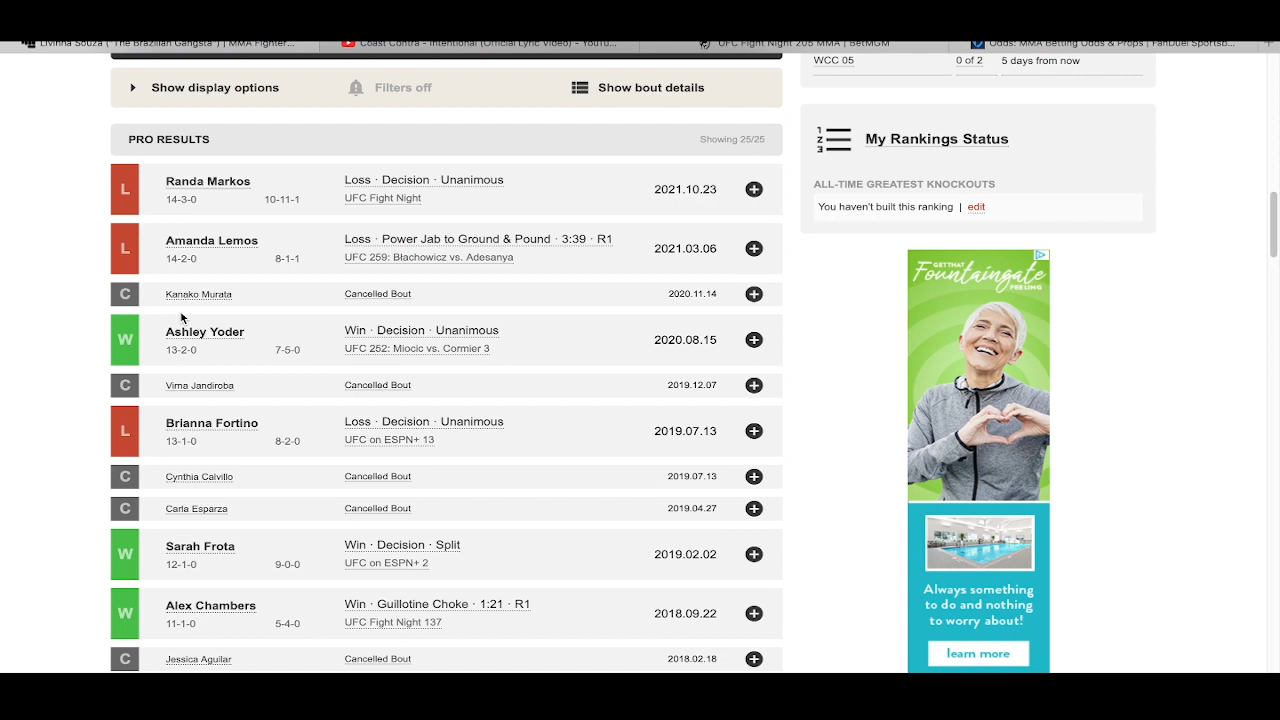 Livinha Souza ("The Brazilian Gangsta") | MMA Fighter...
Coast Contra - Intentional (Official Lyric Video) - YouTu...
UFC Fight Night 205 MMA | BetMGM
Odds: MMA Betting Odds & Props | FanDuel Sportsb...
Show display options
Filters off
Show bout details
WCC 05 0 of 2 5 days from now
PRO RESULTS
Showing 25/25
1
2
3
My Rankings Status
ALL-TIME GREATEST KNOCKOUTS
You haven't built this ranking | edit
L
Randa Markos
14-3-0 10-11-1
Loss · Decision · Unanimous
UFC Fight Night
2021.10.23
L
Amanda Lemos
14-2-0 8-1-1
Loss · Power Jab to Ground & Pound · 3:39 · R1
UFC 259: Błachowicz vs. Adesanya
2021.03.06
C
Kanako Murata
Cancelled Bout
2020.11.14
W
Ashley Yoder
13-2-0 7-5-0
Win · Decision · Unanimous
UFC 252: Miocic vs. Cormier 3
2020.08.15
C
Virna Jandiroba
Cancelled Bout
2019.12.07
L
Brianna Fortino
13-1-0 8-2-0
Loss · Decision · Unanimous
UFC on ESPN+ 13
2019.07.13
C
Cynthia Calvillo
Cancelled Bout
2019.07.13
C
Carla Esparza
Cancelled Bout
2019.04.27
W
Sarah Frota
12-1-0 9-0-0
Win · Decision · Split
UFC on ESPN+ 2
2019.02.02
W
Alex Chambers
11-1-0 5-4-0
Win · Guillotine Choke · 1:21 · R1
UFC Fight Night 137
2018.09.22
C
Jessica Aguilar
Cancelled Bout
2018.02.18
GET THAT
Fountaingate
FEELING
Always something
to do and nothing
to worry about!
learn more